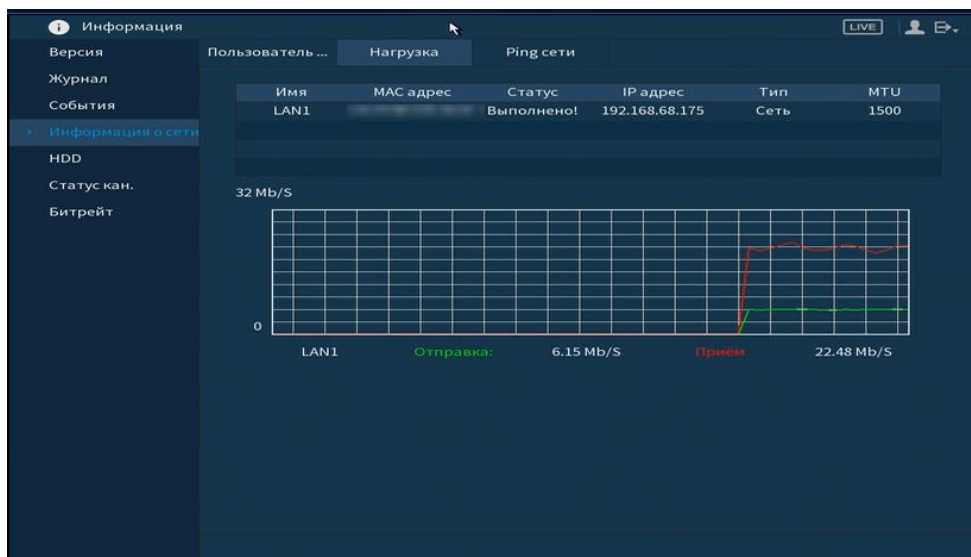 i Информация LIVE
Версия
Журнал
События
> Информация о сети
HDD
Статус кан.
Битрейт
Пользователь ... Нагрузка Ping сети
Имя MAC адрес Статус IP адрес Тип MTU
LAN1 Выполнено! 192.168.68.175 Сеть 1500
32 Mb/S
0
LAN1 Отправка: 6.15 Mb/S Приём 22.48 Mb/S